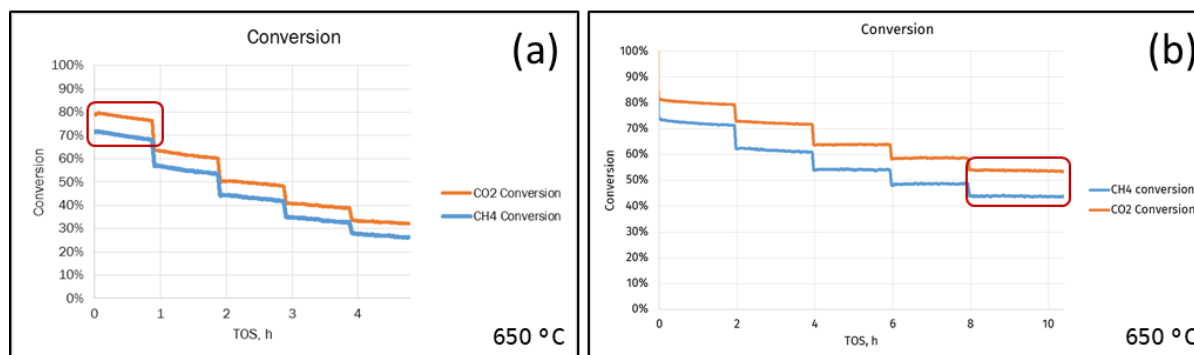 Conversion
(a)
100%
90%
80%
70%
60%
50%
40%
30%
20%
10%
0%
Conversion
0 1 2 3 4
TOS, h
CO2 Conversion
CH4 Conversion
650 ºC
Conversion
(b)
100%
90%
80%
70%
60%
50%
40%
30%
20%
10%
0%
Conversion
0 2 4 6 8 10
TOS, h
CH4 conversion
CO2 Conversion
650 ºC